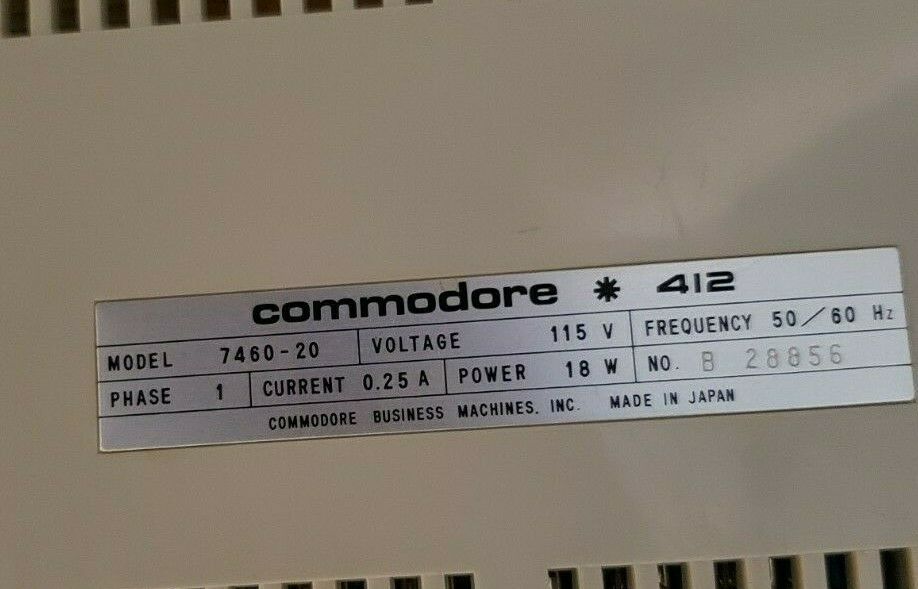 commodore * 412
MODEL 7460-20 VOLTAGE 115 V FREQUENCY 50/60 Hz
PHASE 1 CURRENT 0.25 A POWER 18 W NO. B 28856
COMMODORE BUSINESS MACHINES, INC. MADE IN JAPAN